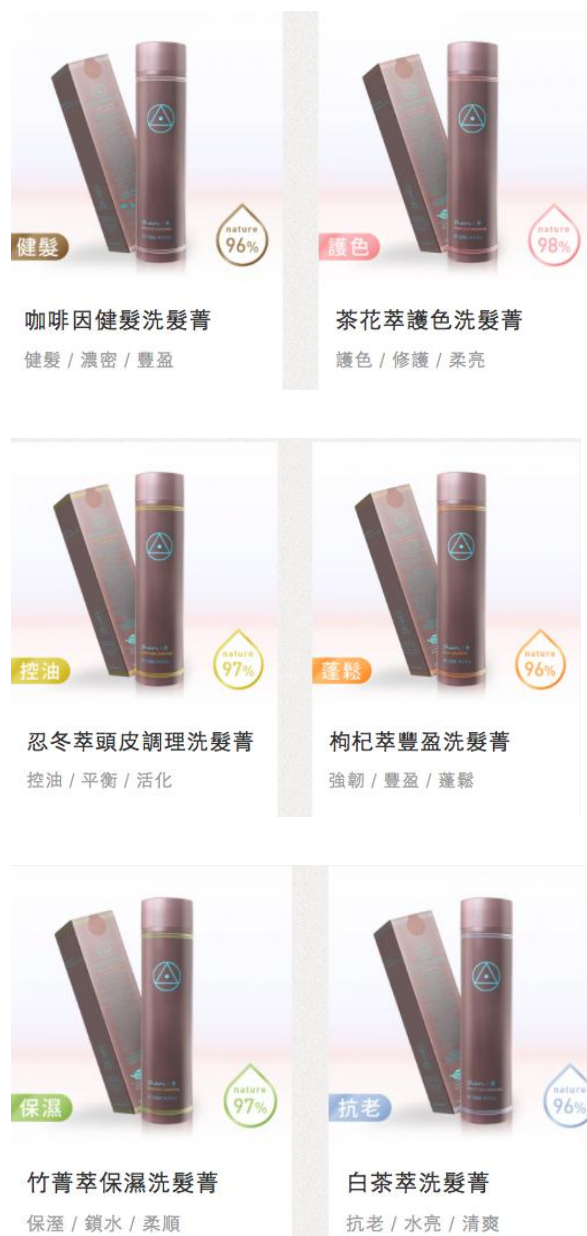 健髮
nature
96%
咖啡因健髮洗髮菁
健髮 / 濃密 / 豐盈
護色
nature
98%
茶花萃護色洗髮菁
護色 / 修護 / 柔亮
控油
nature
97%
忍冬萃頭皮調理洗髮菁
控油 / 平衡 / 活化
蓬鬆
nature
96%
枸杞萃豐盈洗髮菁
強韌 / 豐盈 / 蓬鬆
保濕
nature
97%
竹菁萃保濕洗髮菁
保溼 / 鎖水 / 柔順
抗老
nature
96%
白茶萃洗髮菁
抗老 / 水亮 / 清爽